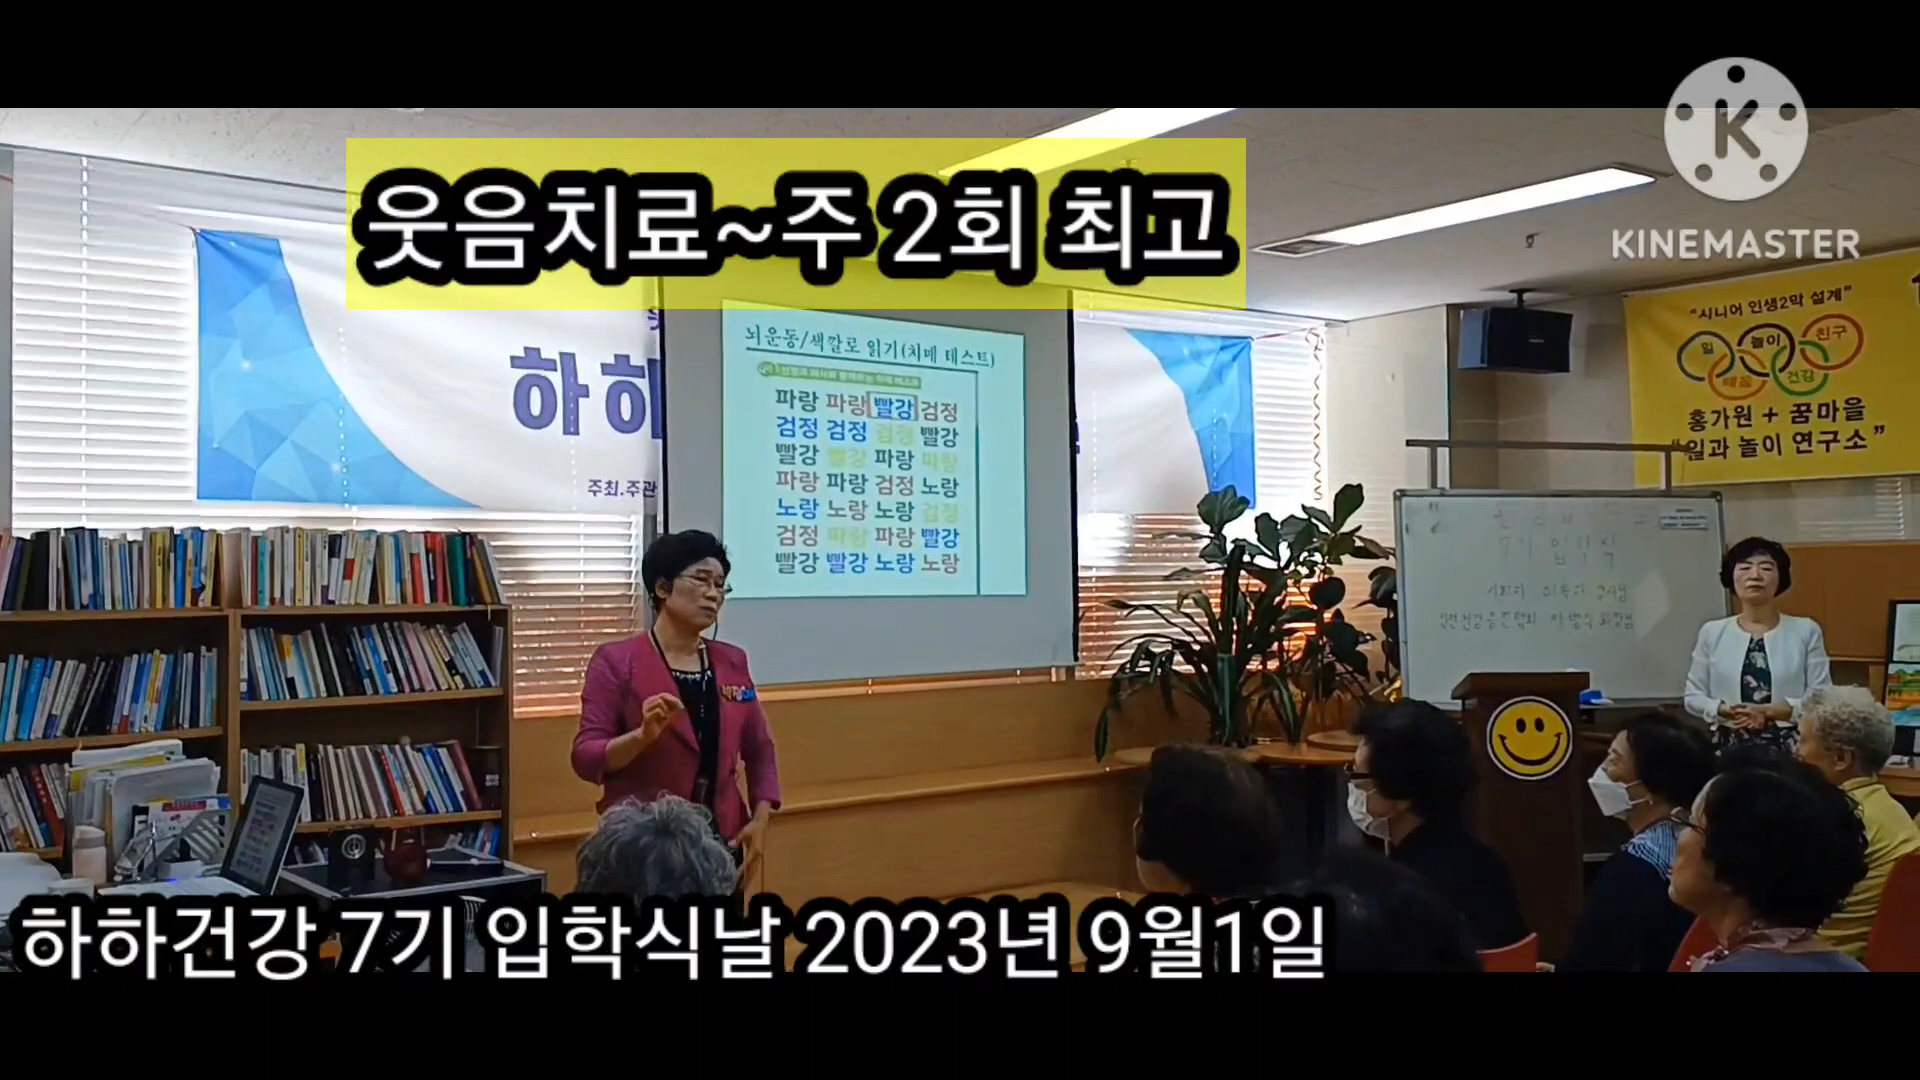 웃음치료~주 2회 최고
KINEMASTER
하하
주최.주관
뇌운동/색깔로 읽기(치매 테스트)
파랑 파랑 빨강 검정
검정 검정 검정 빨강
빨강 빨강 파랑 파랑
파랑 파랑 검정 노랑
노랑 노랑 노랑 검정
검정 파랑 파랑 빨강
빨강 빨강 노랑 노랑
"시니어 인생2막 설계"
일 놀이 친구
배움 건강
홍가원 + 꿈마을
"일과 놀이 연구소"
7기 입학식
하하건강 7기 입학식날 2023년 9월1일